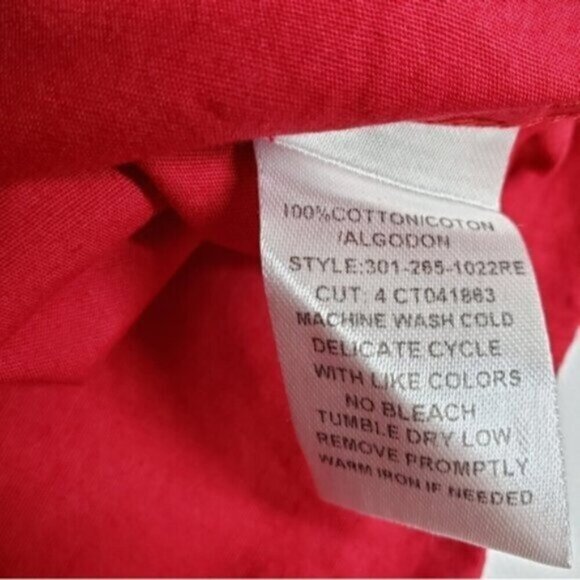 100%COTTON/COTON
/ALGODON
STYLE:301-265-1022RE
CUT: 4 CT041863
MACHINE WASH COLD
DELICATE CYCLE
WITH LIKE COLORS
NO BLEACH
TUMBLE DRY LOW
REMOVE PROMPTLY
WARM IRON IF NEEDED